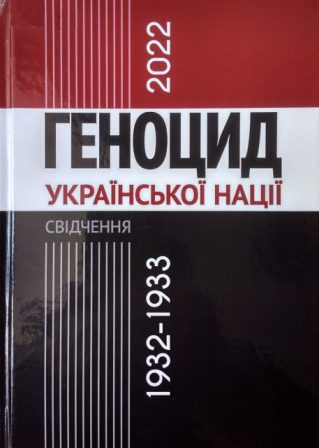 2022
ГЕНОЦИД
УКРАЇНСЬКОЇ НАЦІЇ
СВІДЧЕННЯ
1932-1933